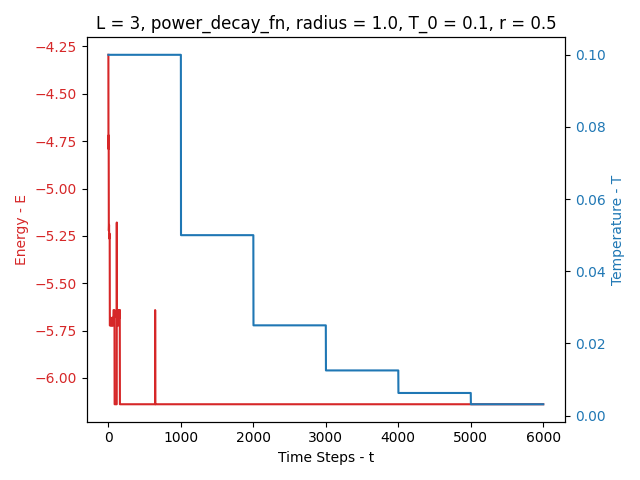 L = 3, power_decay_fn, radius = 1.0, T_0 = 0.1, r = 0.5
Energy - E
−4.25
−4.50
−4.75
−5.00
−5.25
−5.50
−5.75
−6.00
0.10
0.08
0.06
0.04
0.02
0.00
Temperature - T
0 1000 2000 3000 4000 5000 6000
Time Steps - t